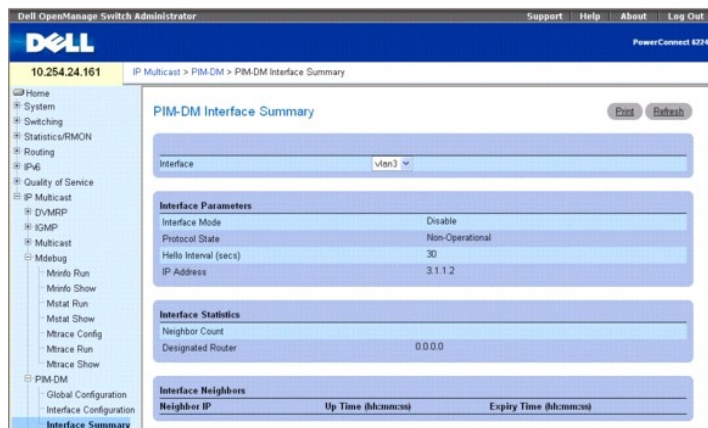 Dell OpenManage Switch Administrator
Support Help About Log Out
DELL
PowerConnect 6224
10.254.24.161
IP Multicast > PIM-DM > PIM-DM Interface Summary
Home
System
Switching
Statistics/RMON
Routing
IPv6
Quality of Service
IP Multicast
DVMRP
IGMP
Multicast
Mdebug
Mrinfo Run
Mrinfo Show
Mstat Run
Mstat Show
Mtrace Config
Mtrace Run
Mtrace Show
PIM-DM
Global Configuration
Interface Configuration
Interface Summary
PIM-DM Interface Summary
Print Refresh
Interface vlan3
Interface Parameters
Interface Mode Disable
Protocol State Non-Operational
Hello Interval (secs) 30
IP Address 3.1.1.2
Interface Statistics
Neighbor Count
Designated Router 0.0.0.0
Interface Neighbors
Neighbor IP Up Time (hh:mm:ss) Expiry Time (hh:mm:ss)